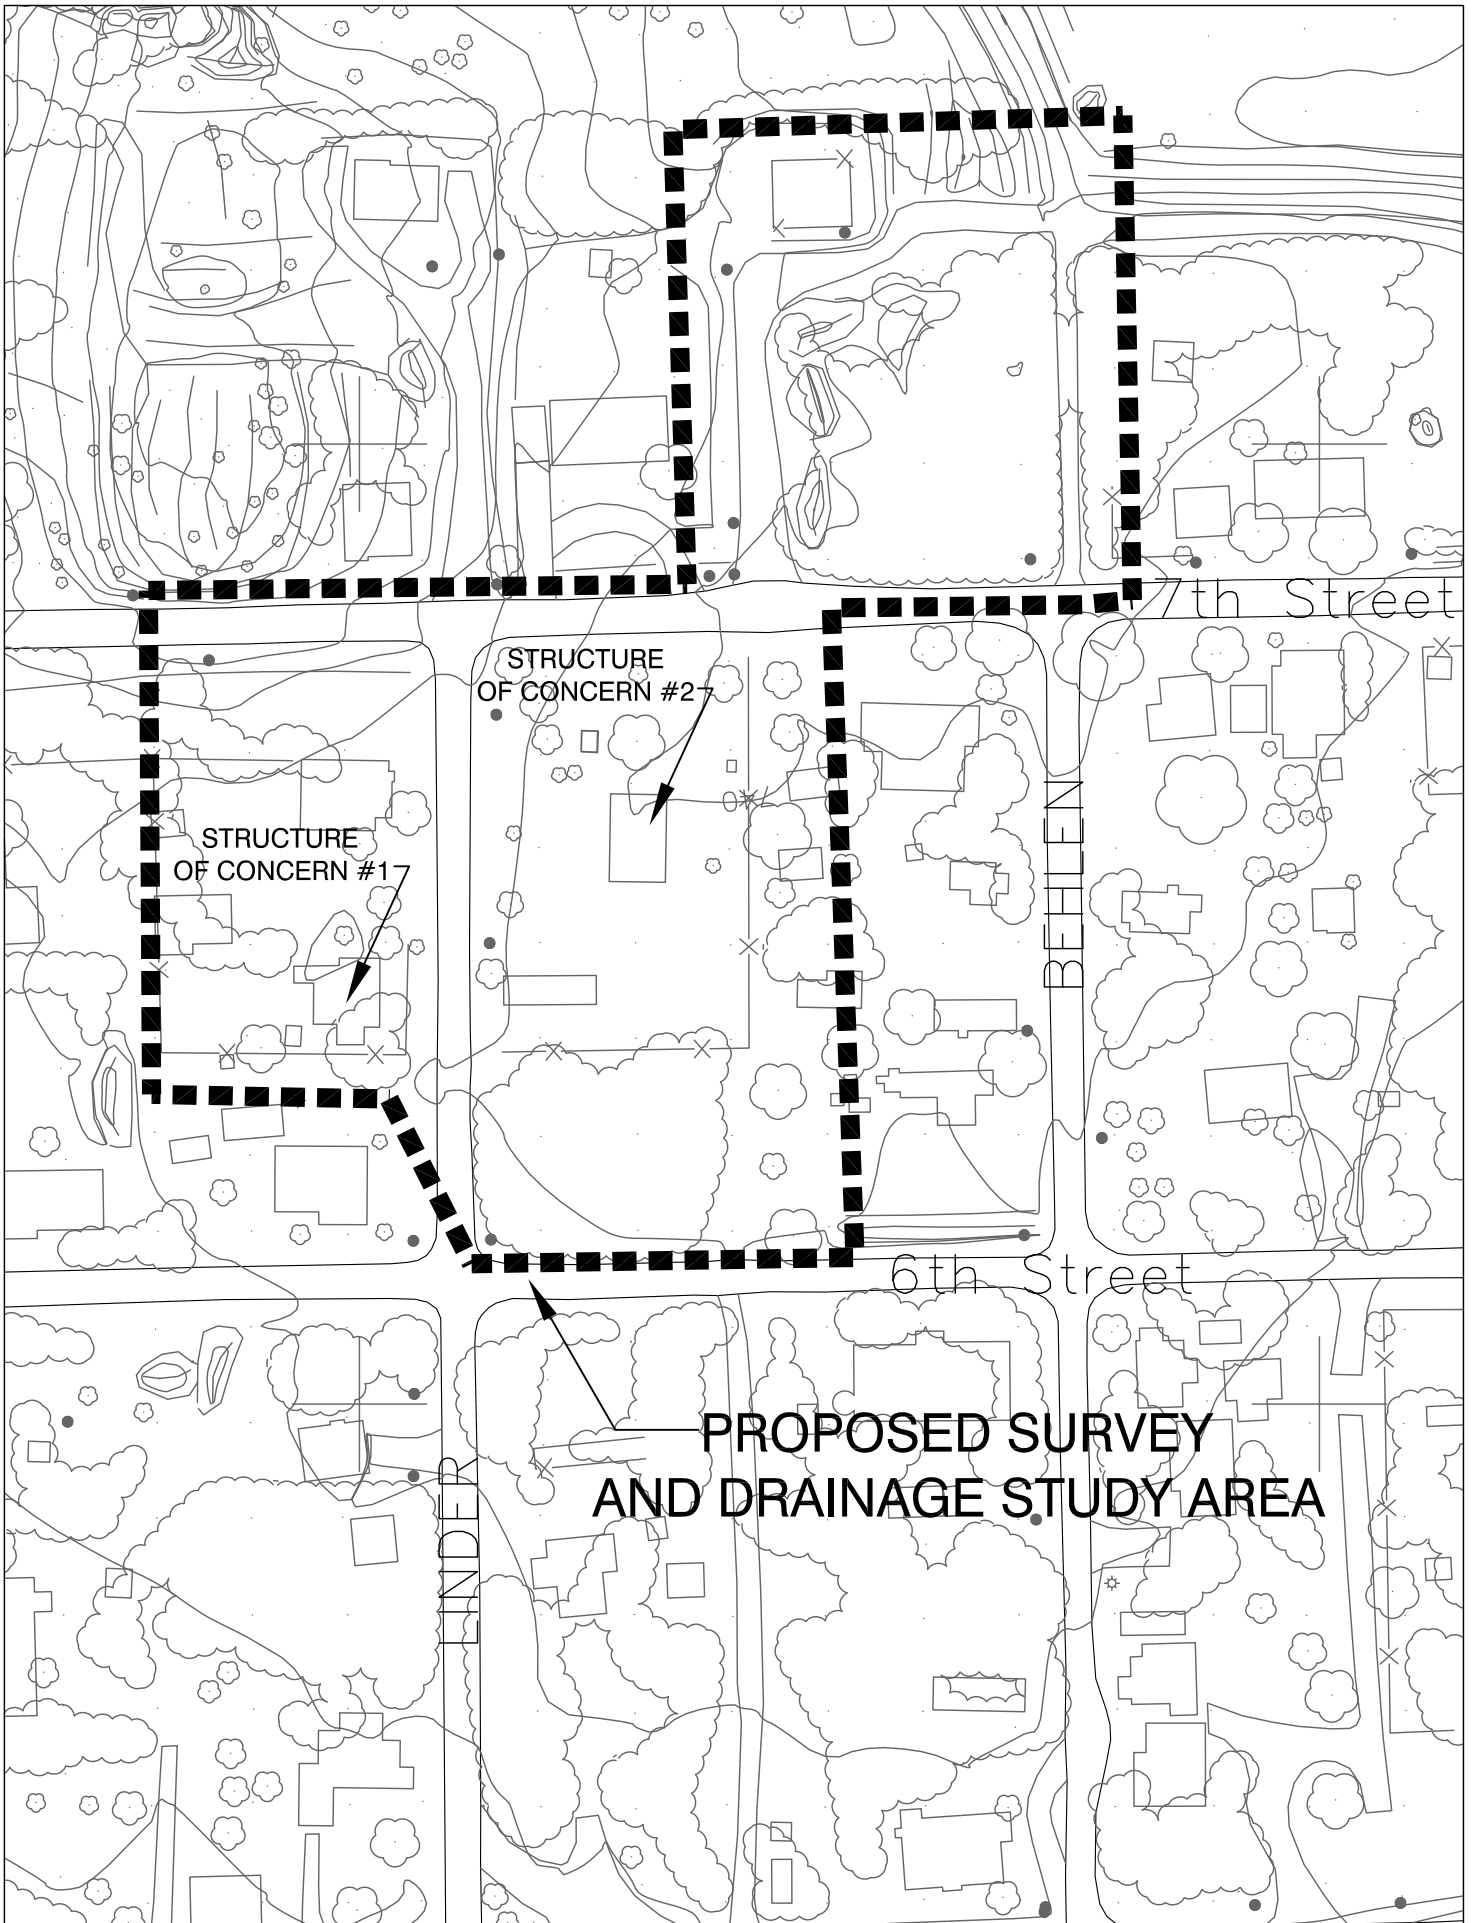 7th Street
STRUCTURE
OF CONCERN #2
STRUCTURE
OF CONCERN #1
BEHLEN
6th Street
PROPOSED SURVEY
AND DRAINAGE STUDY AREA
LINDER